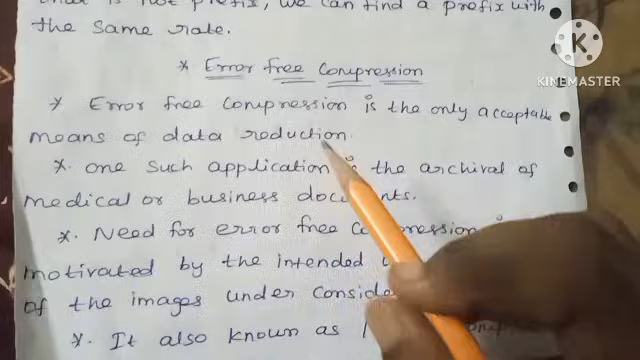 that is not prefix, we can find a prefix with
the same rate.
* Error free Compression
* Error free Compression is the only acceptable
means of data reduction.
*. one such application is the archival of
medical or business
*. Need for error free
motivated by the intended
of the images under
*. It also known as
KINEMASTER